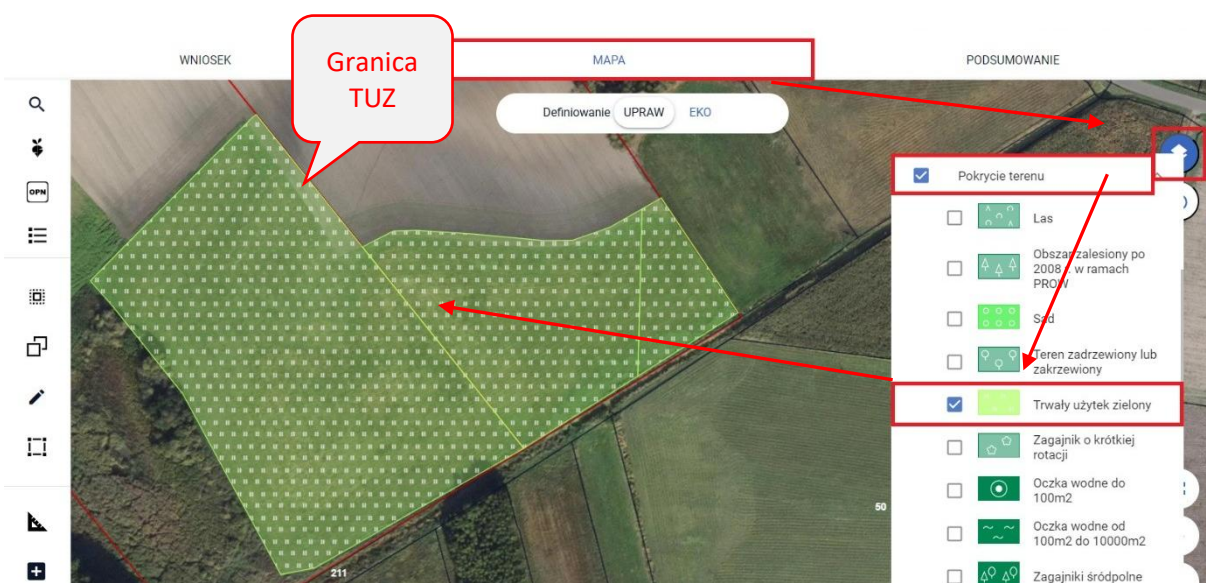 WNIOSEK
Granica
TUZ
MAPA
PODSUMOWANIE
Definiowanie UPRAW EKO
OPN
Pokrycie terenu
Las
Obszar zalesiony po
2008 r. w ramach
PROW
Sad
Teren zadrzewiony lub
zakrzewiony
Trwały użytek zielony
Zagajnik o krótkiej
rotacji
Oczka wodne do
100m2
Oczka wodne od
100m2 do 10000m2
Zagajniki śródpolne
50
211